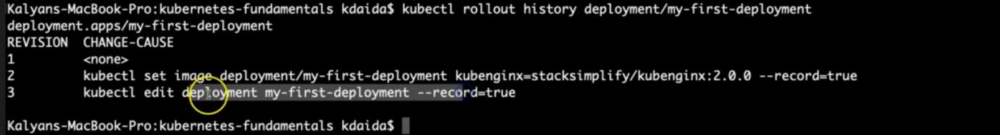 Kalyans-MacBook-Pro:kubernetes-fundamentals kdaida$ kubectl rollout history deployment/my-first-deployment
deployment.apps/my-first-deployment
REVISION  CHANGE-CAUSE
1         <none>
2         kubectl set image deployment/my-first-deployment kubenginx=stacksimplify/kubenginx:2.0.0 --record=true
3         kubectl edit deployment my-first-deployment --record=true
Kalyans-MacBook-Pro:kubernetes-fundamentals kdaida$